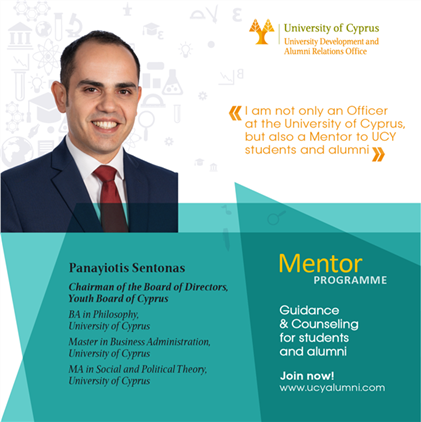 University of Cyprus
University Development and
Alumni Relations Office
« I am not only an Officer
at the University of Cyprus,
but also a Mentor to UCY
students and alumni »
Panayiotis Sentonas
Chairman of the Board of Directors,
Youth Board of Cyprus
BA in Philosophy,
University of Cyprus
Master in Business Administration,
University of Cyprus
MA in Social and Political Theory,
University of Cyprus
Mentor
PROGRAMME
Guidance
& Counseling
for students
and alumni
Join now!
www.ucyalumni.com